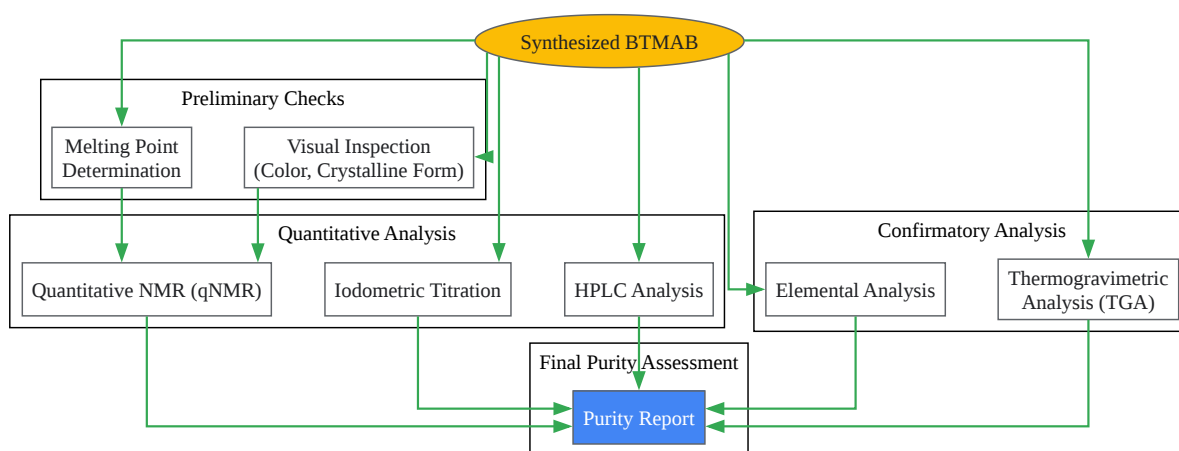 Synthesized BTMAB
Preliminary Checks
Melting Point
Determination
Visual Inspection
(Color, Crystalline Form)
Quantitative Analysis
Quantitative NMR (qNMR)
Iodometric Titration
HPLC Analysis
Confirmatory Analysis
Elemental Analysis
Thermogravimetric
Analysis (TGA)
Final Purity Assessment
Purity Report